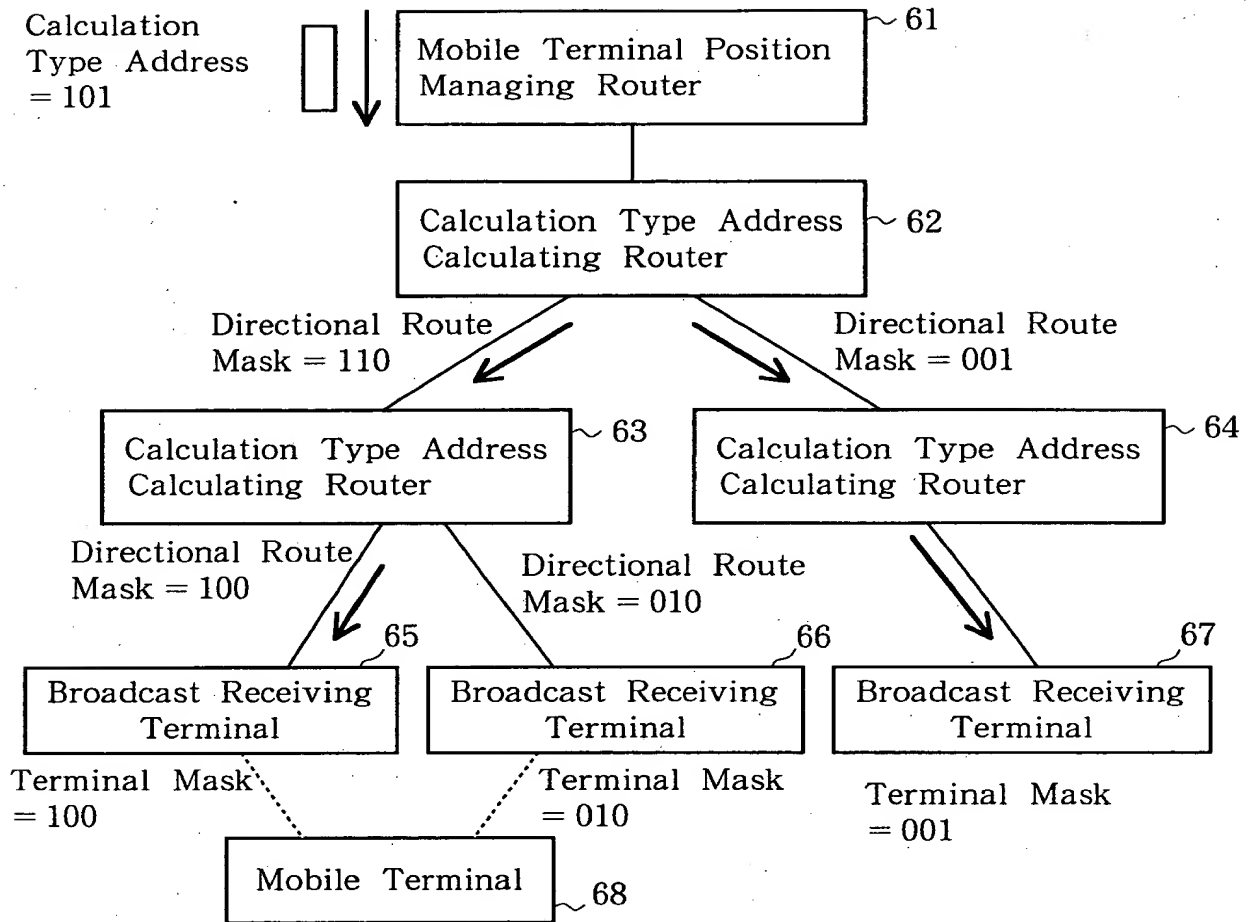 Calculation
Type Address
= 101
61
Mobile Terminal Position
Managing Router
Calculation Type Address
Calculating Router
62
Directional Route
Mask = 110
Directional Route
Mask = 001
Calculation Type Address
Calculating Router
63
Calculation Type Address
Calculating Router
64
Directional Route
Mask = 100
Directional Route
Mask = 010
65
Broadcast Receiving
Terminal
66
Broadcast Receiving
Terminal
67
Broadcast Receiving
Terminal
Terminal Mask
= 100
Terminal Mask
= 010
Terminal Mask
= 001
Mobile Terminal
68